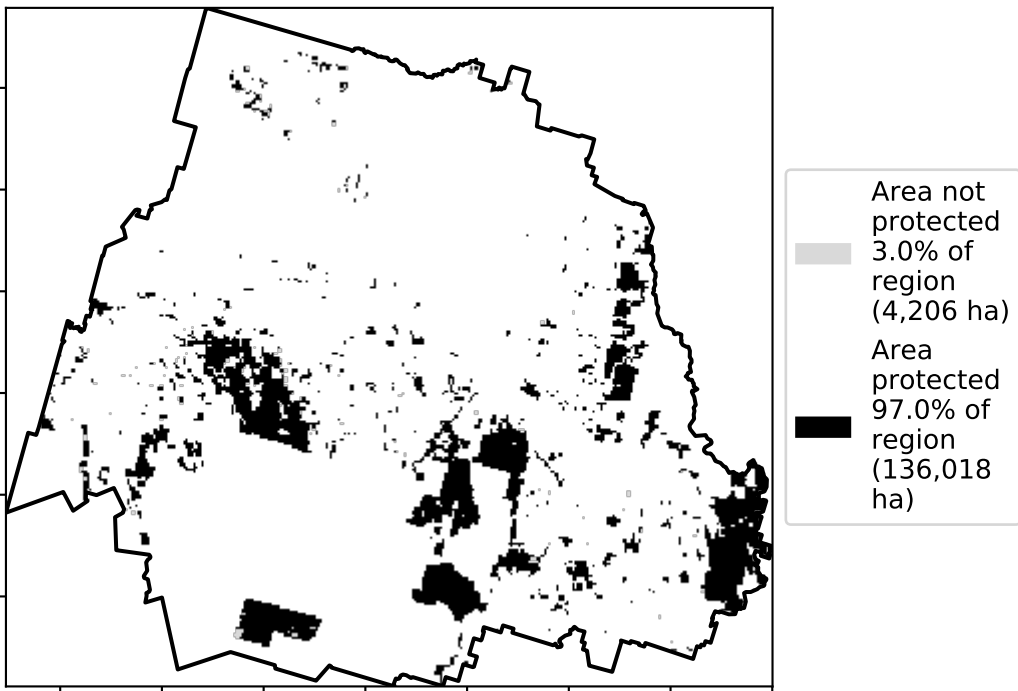 Area not
protected
3.0% of
region
(4,206 ha)
Area
protected
97.0% of
region
(136,018
ha)